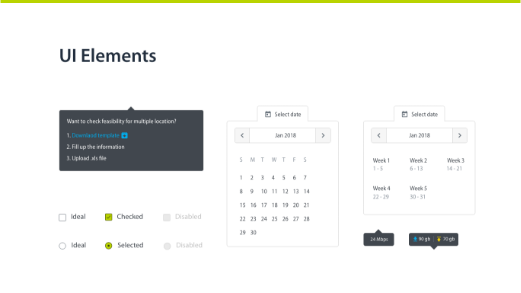 UI Elements
Want to check feasibility for multiple location?
1. Download template
2. Fill up the information
3. Upload .xls file
Ideal
Checked
Disabled
Ideal
Selected
Disabled
Select date
Jan 2018
S M T W T F S
1 2 3 4 5 6 7
8 9 10 11 12 13 14
15 16 17 18 19 20 21
22 23 24 25 26 27 28
29 30
Select date
Jan 2018
Week 1 Week 2 Week 3
1 - 5 6 - 13 14 - 21
Week 4 Week 5
22 - 29 30 - 31
24 Mbps